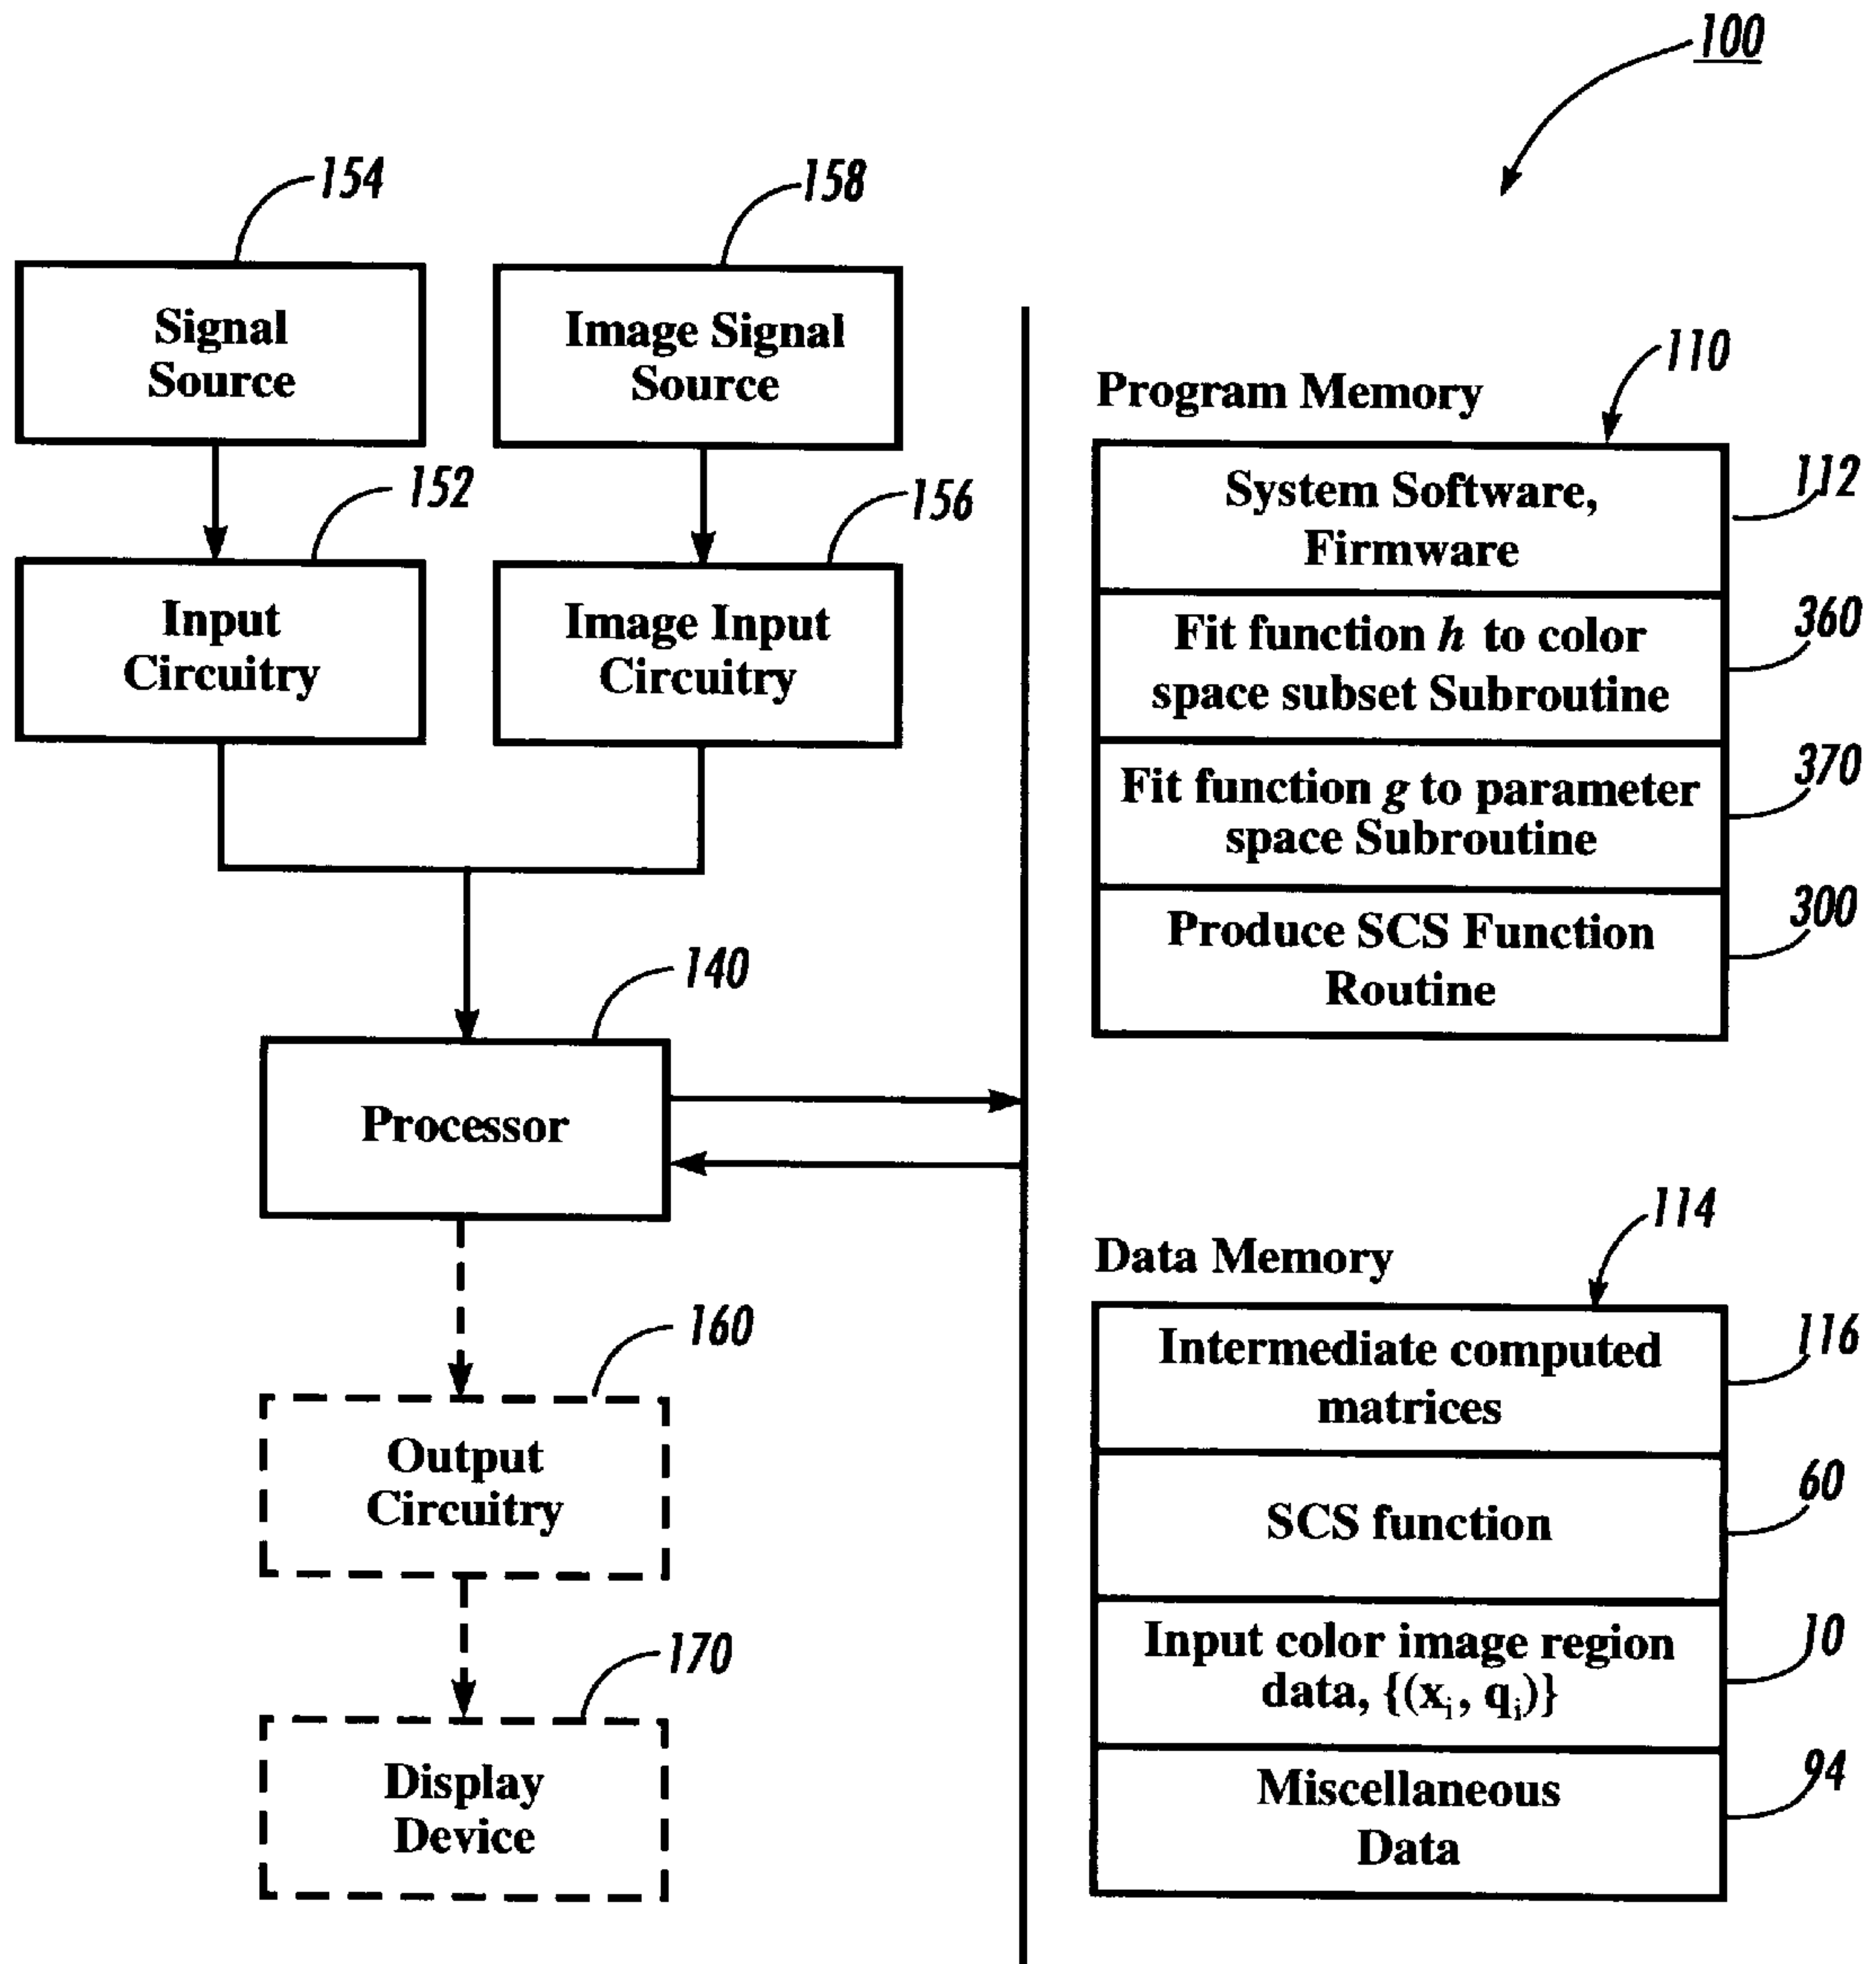 100
154
158
Signal
Source
Image Signal
Source
152
156
Input
Circuitry
Image Input
Circuitry
140
Processor
160
Output
Circuitry
170
Display
Device
110
Program Memory
System Software,
Firmware
112
Fit function h to color
space subset Subroutine
360
Fit function g to parameter
space Subroutine
370
Produce SCS Function
Routine
300
114
Data Memory
Intermediate computed
matrices
116
SCS function
60
Input color image region
data, {(xᵢ, qᵢ)}
10
Miscellaneous
Data
94